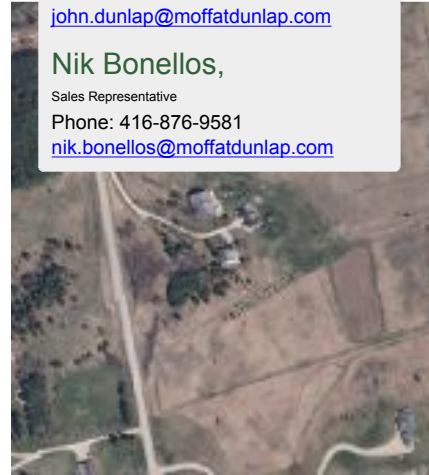 john.dunlap@moffatdunlap.com
Nik Bonellos,
Sales Representative
Phone: 416-876-9581
nik.bonellos@moffatdunlap.com